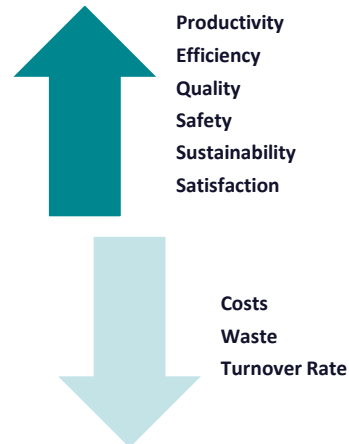 Productivity
Efficiency
Quality
Safety
Sustainability
Satisfaction
Costs
Waste
Turnover Rate